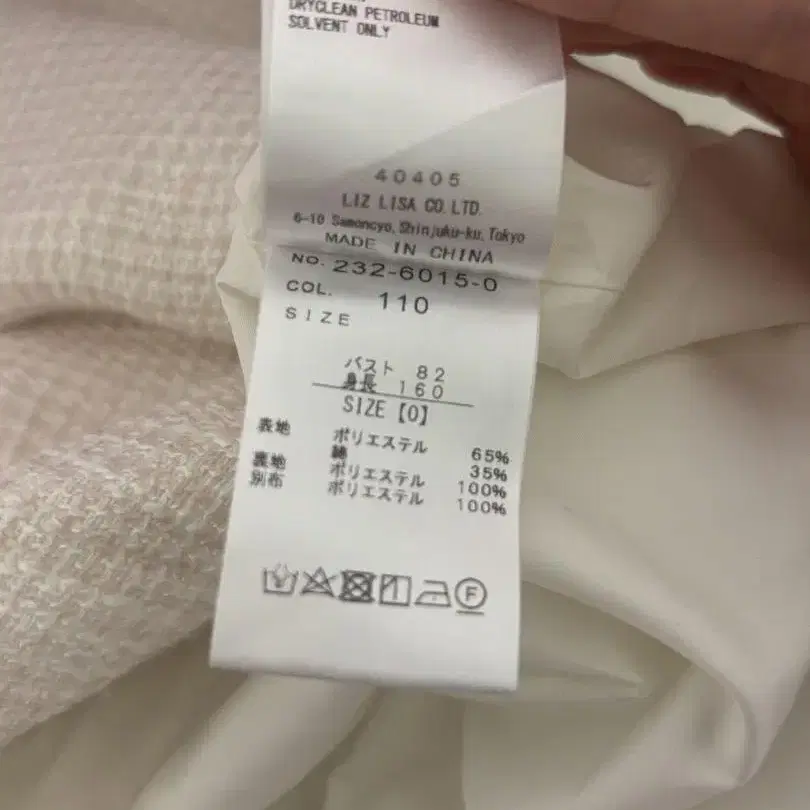 DRYCLEAN PETROLEUM
SOLVENT ONLY
40405
LIZ LISA CO.LTD.
6-10 Samoncyo, Shinjuku-ku, Tokyo
MADE IN CHINA
NO. 232-6015-0
COL. 110
SIZE
バスト 82
身長 160
SIZE【0】
表地 ポリエステル 65%
綿 35%
裏地 ポリエステル 100%
別布 ポリエステル 100%
F